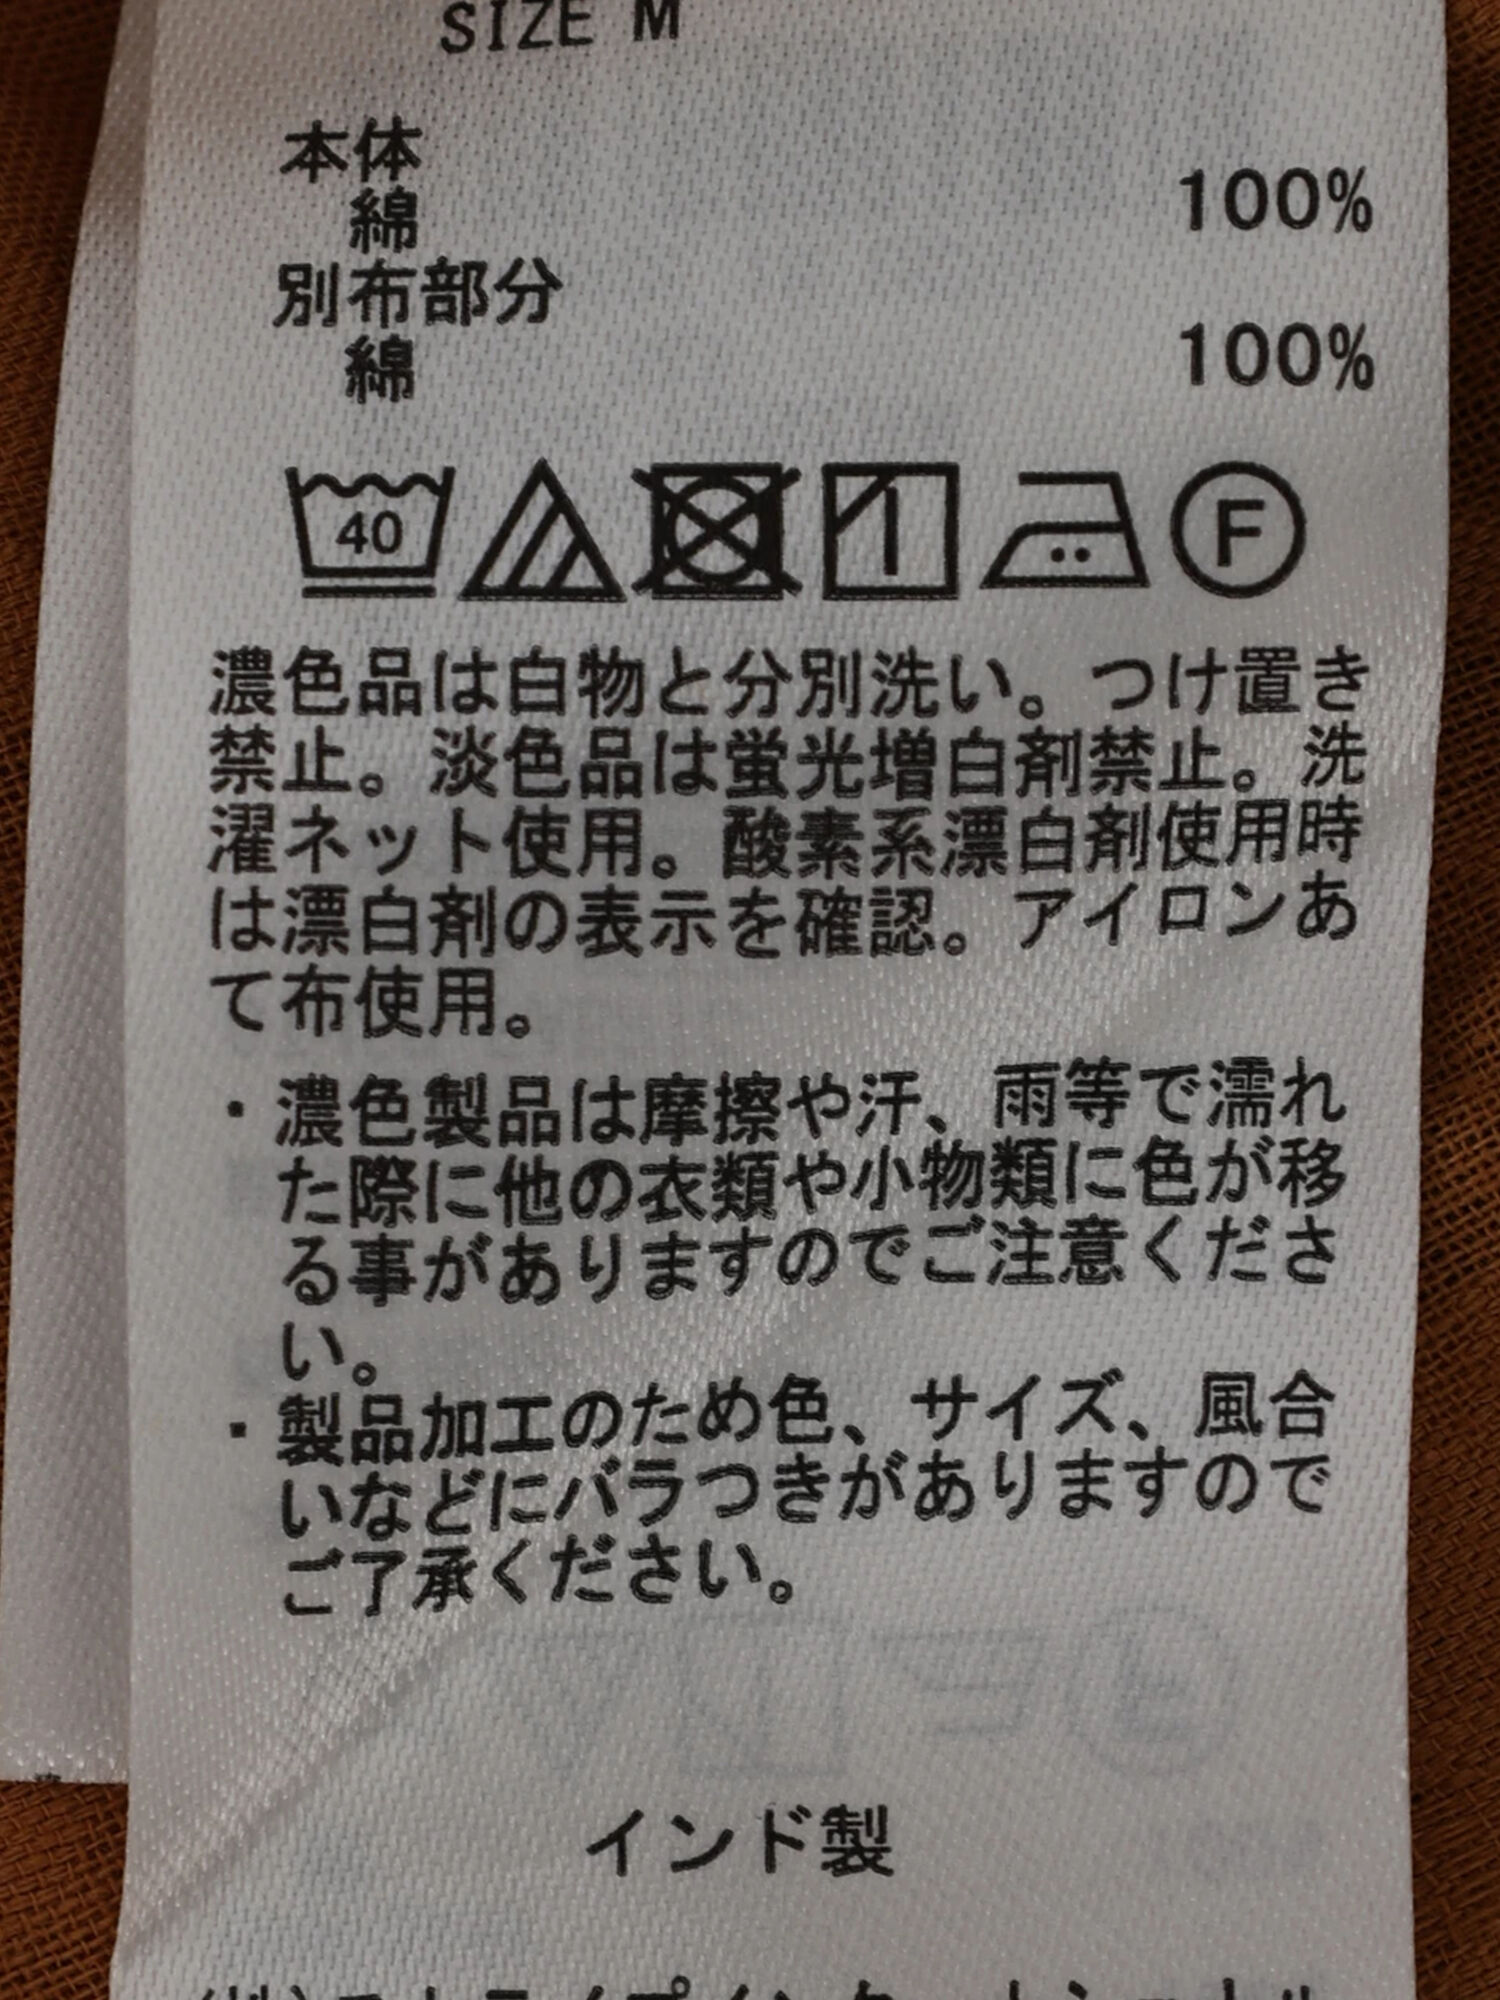 SIZE M
本体
綿 100%
別布部分
綿 100%
40 F
濃色品は白物と分別洗い。つけ置き
禁止。淡色品は蛍光増白剤禁止。洗
濯ネット使用。酸素系漂白剤使用時
は漂白剤の表示を確認。アイロンあ
て布使用。
・濃色製品は摩擦や汗、雨等で濡れ
た際に他の衣類や小物類に色が移
る事がありますのでご注意くださ
い。
・製品加工のため色、サイズ、風合
いなどにバラつきがありますので
ご了承ください。
インド製